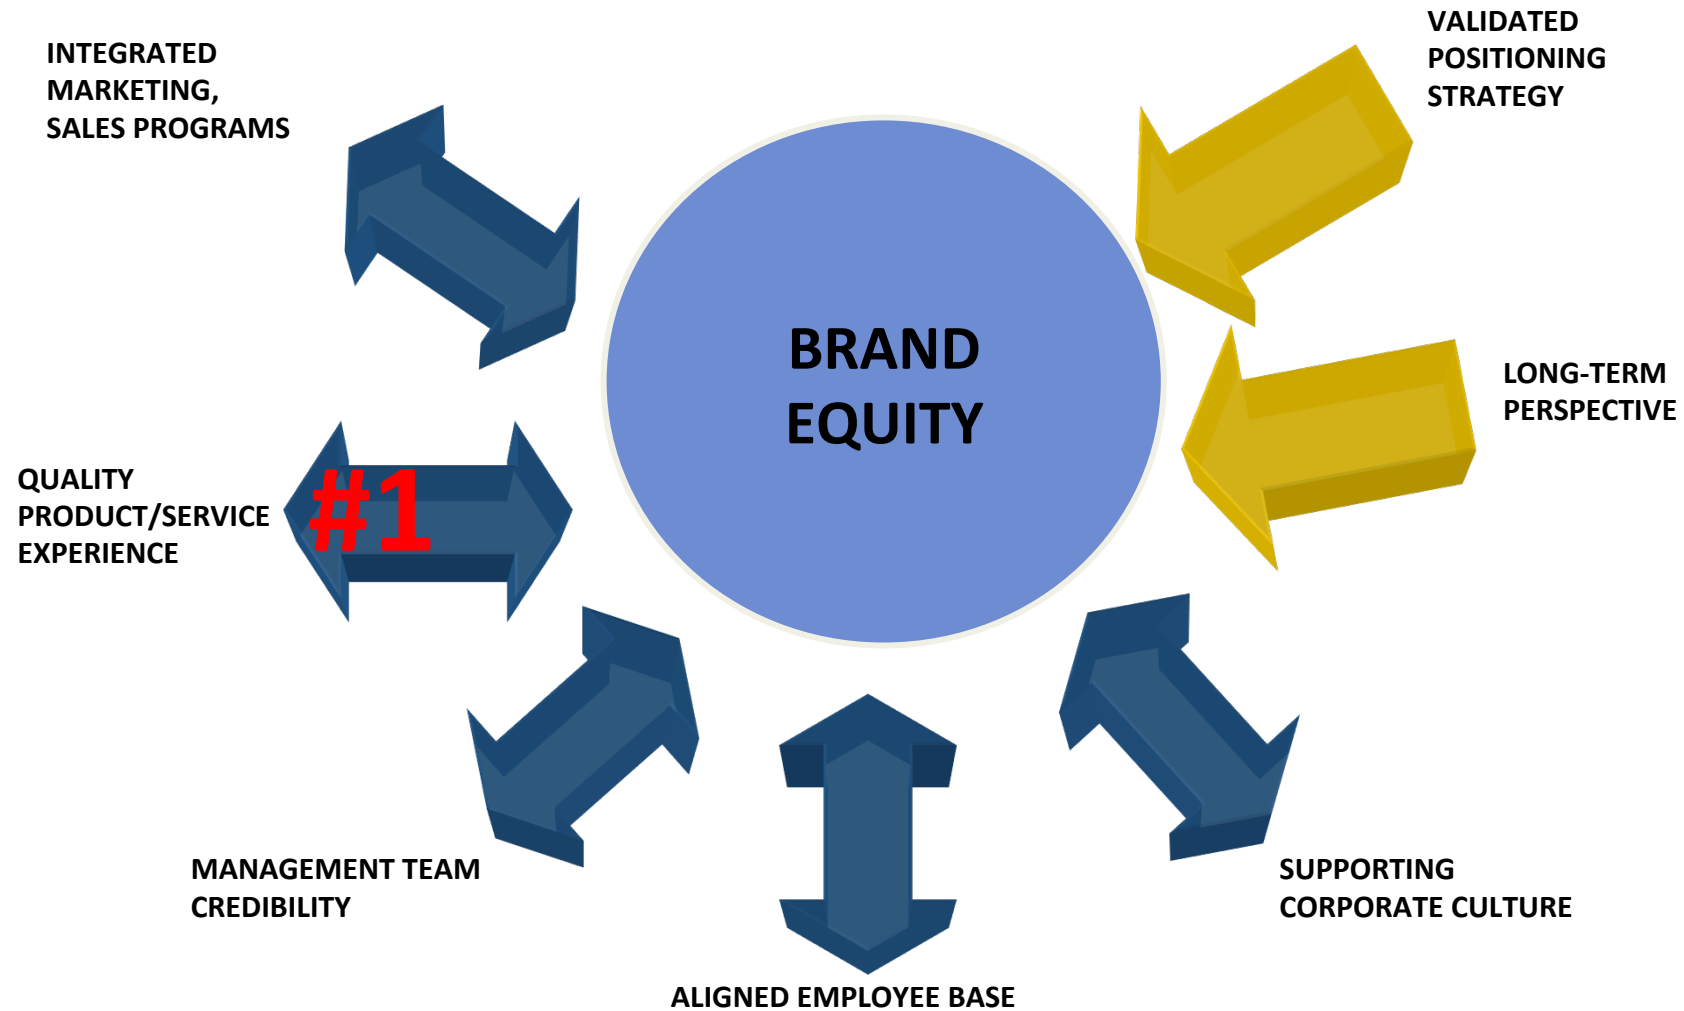 INTEGRATED
MARKETING,
SALES PROGRAMS
VALIDATED
POSITIONING
STRATEGY
BRAND
EQUITY
LONG-TERM
PERSPECTIVE
QUALITY
PRODUCT/SERVICE
EXPERIENCE
#1
MANAGEMENT TEAM
CREDIBILITY
SUPPORTING
CORPORATE CULTURE
ALIGNED EMPLOYEE BASE